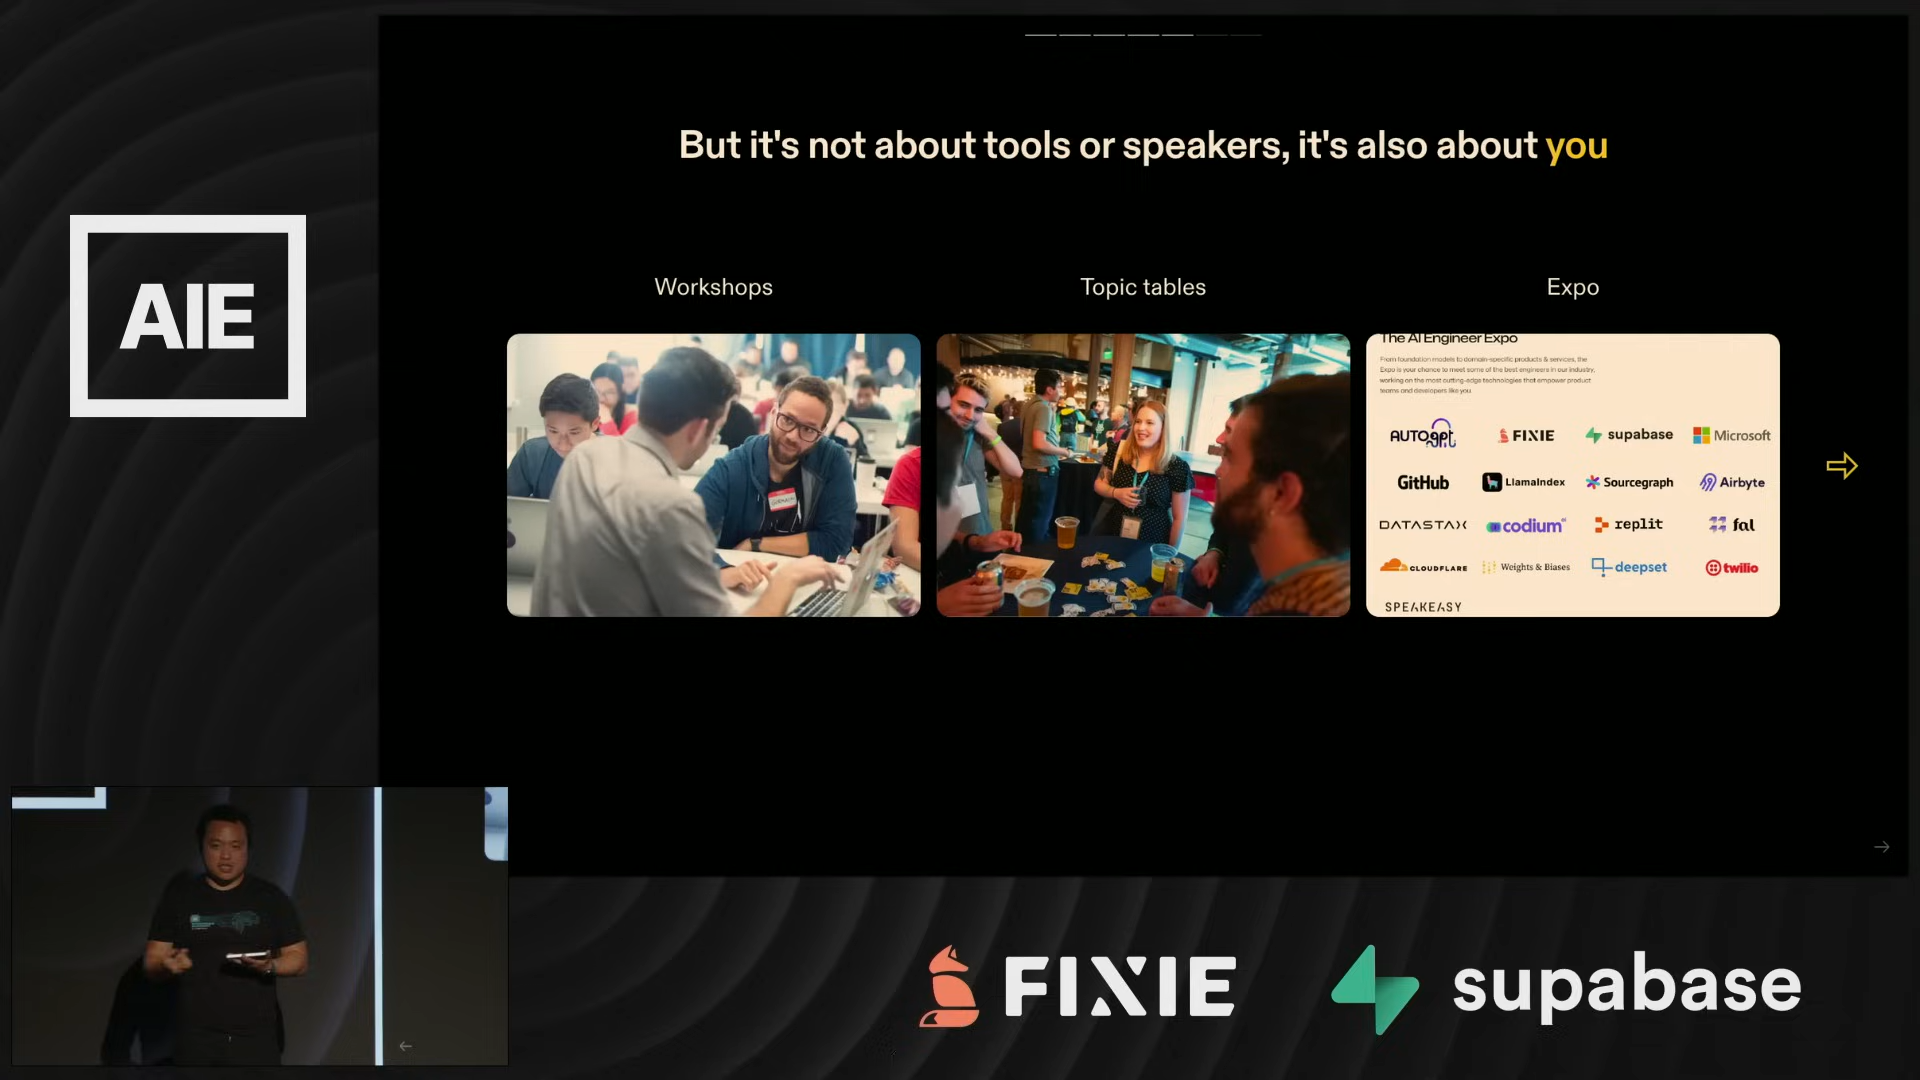 But it's not about tools or speakers, it's also about you
AIE
Workshops
Topic tables
Expo
The AI Engineer Expo
From foundation models to domain-specific products & services, the
Expo is your chance to meet some of the best engineers in our industry,
working on the most cutting-edge technologies that empower product
teams and developers like you
AUTOgpt
FIXIE
supabase
Microsoft
GitHub
LlamaIndex
Sourcegraph
Airbyte
DATASTAX
codium
replit
fal
CLOUDFLARE
Weights & Biases
deepset
twilio
SPEAKEASY
FIXIE
supabase